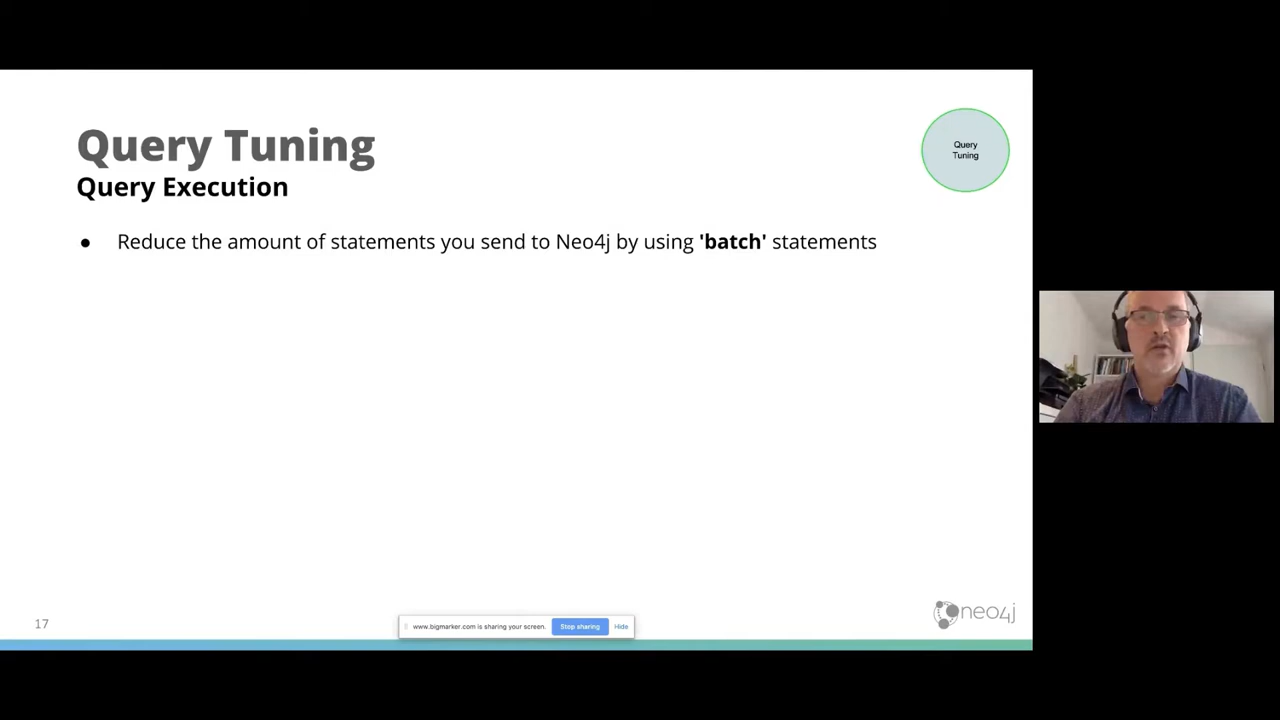 Query Tuning
Query Execution
Query
Tuning
● Reduce the amount of statements you send to Neo4j by using 'batch' statements
17
www.bigmarker.com is sharing your screen.
Stop sharing
Hide
neo4j